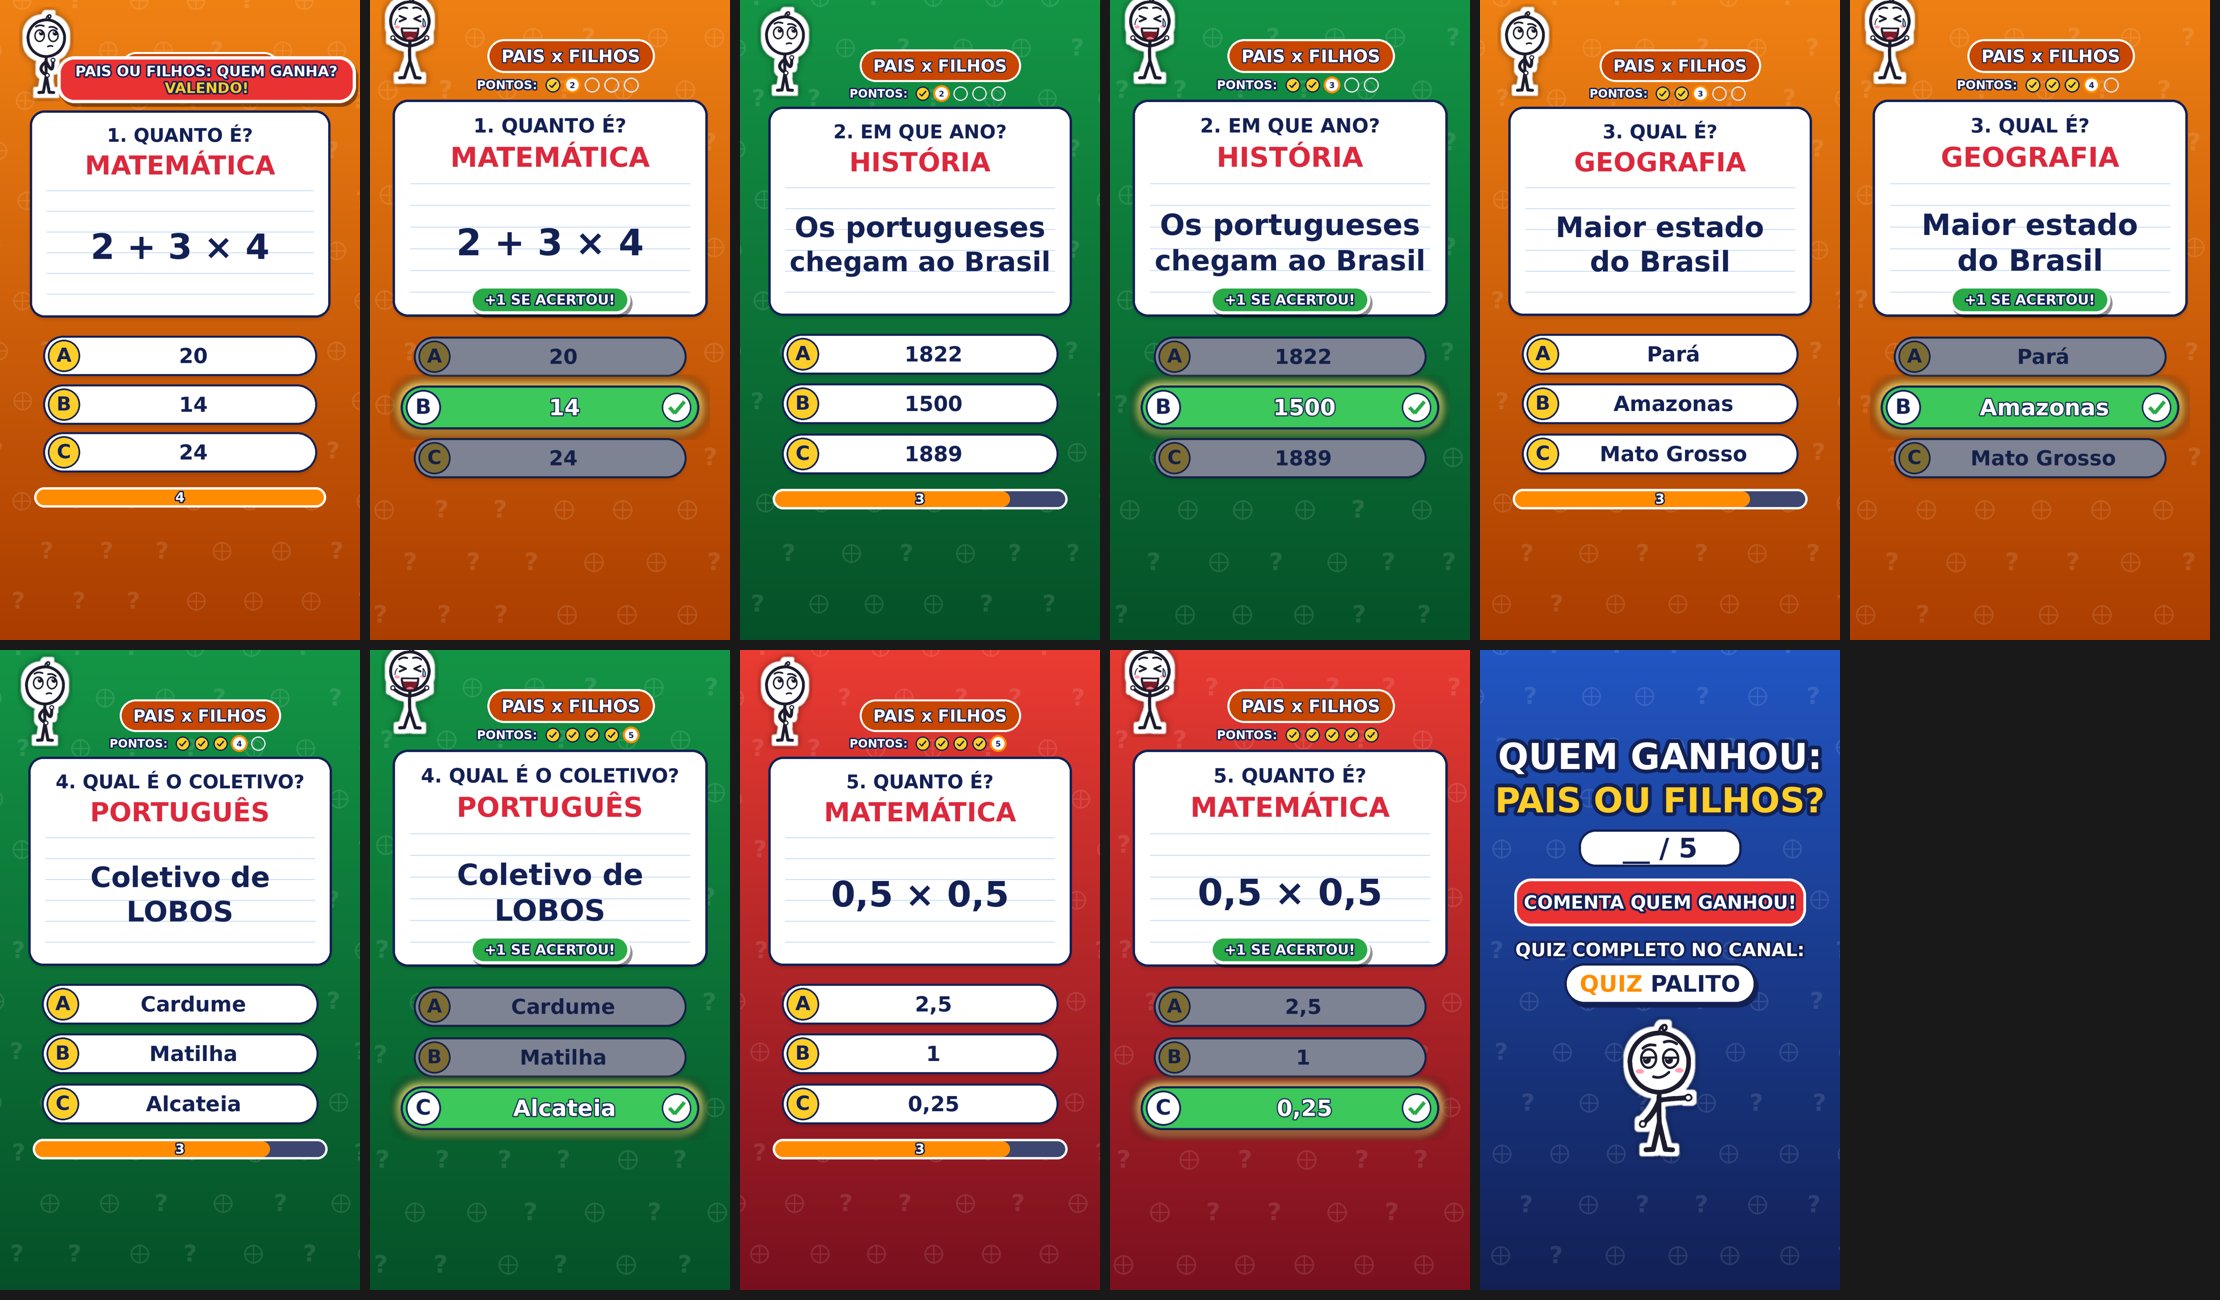 PAIS OU FILHOS: QUEM GANHA?
VALENDO!
1. QUANTO É?
MATEMÁTICA
2 + 3 × 4
A 20
B 14
C 24
4
PAIS x FILHOS
PONTOS: 2
1. QUANTO É?
MATEMÁTICA
2 + 3 × 4
+1 SE ACERTOU!
A 20
B 14
C 24
PAIS x FILHOS
PONTOS: 2
2. EM QUE ANO?
HISTÓRIA
Os portugueses
chegam ao Brasil
A 1822
B 1500
C 1889
3
PAIS x FILHOS
PONTOS: 3
2. EM QUE ANO?
HISTÓRIA
Os portugueses
chegam ao Brasil
+1 SE ACERTOU!
A 1822
B 1500
C 1889
PAIS x FILHOS
PONTOS: 3
3. QUAL É?
GEOGRAFIA
Maior estado
do Brasil
A Pará
B Amazonas
C Mato Grosso
3
PAIS x FILHOS
PONTOS: 4
3. QUAL É?
GEOGRAFIA
Maior estado
do Brasil
+1 SE ACERTOU!
A Pará
B Amazonas
C Mato Grosso
PAIS x FILHOS
PONTOS: 4
4. QUAL É O COLETIVO?
PORTUGUÊS
Coletivo de
LOBOS
A Cardume
B Matilha
C Alcateia
3
PAIS x FILHOS
PONTOS: 5
4. QUAL É O COLETIVO?
PORTUGUÊS
Coletivo de
LOBOS
+1 SE ACERTOU!
A Cardume
B Matilha
C Alcateia
PAIS x FILHOS
PONTOS: 5
5. QUANTO É?
MATEMÁTICA
0,5 × 0,5
A 2,5
B 1
C 0,25
3
PAIS x FILHOS
PONTOS:
5. QUANTO É?
MATEMÁTICA
0,5 × 0,5
+1 SE ACERTOU!
A 2,5
B 1
C 0,25
QUEM GANHOU:
PAIS OU FILHOS?
__ / 5
COMENTA QUEM GANHOU!
QUIZ COMPLETO NO CANAL:
QUIZ PALITO